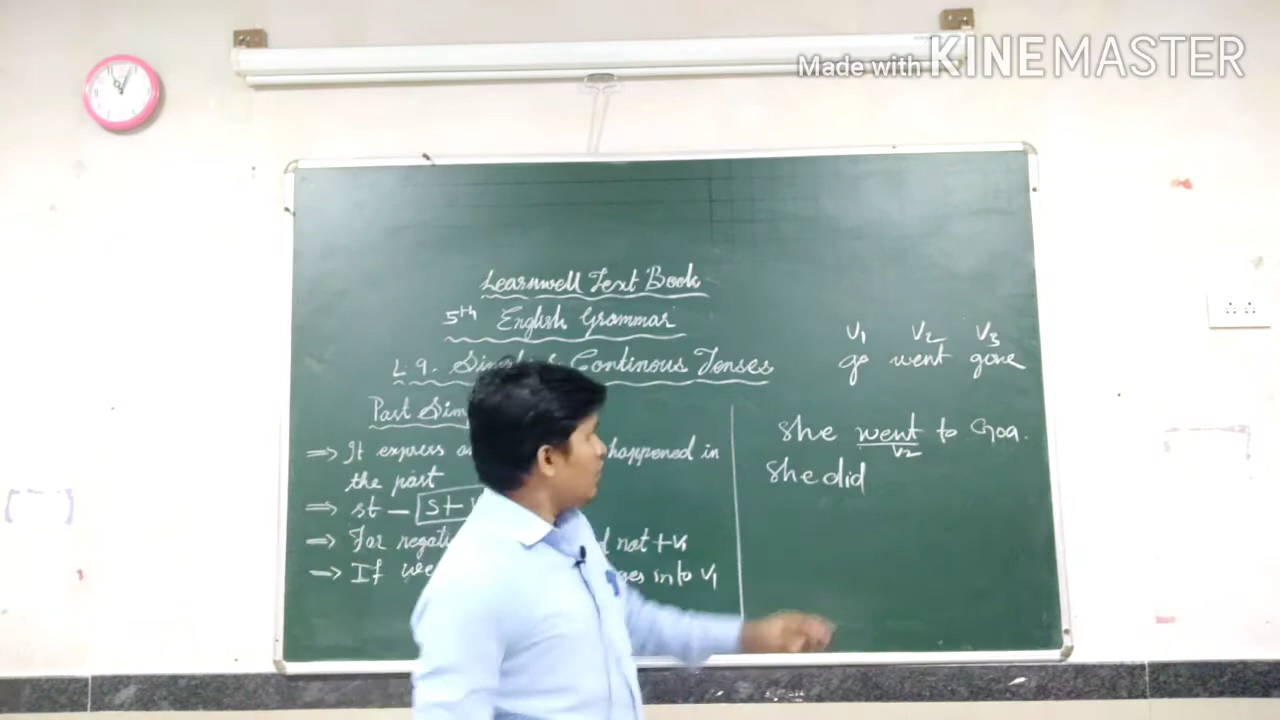 Made with KINEMASTER
Learnwell Text Book
5th English Grammar
L 9. Continous Tenses
Past
⇒ It express happened in
the past
⇒ st – S+
⇒ For not + V1
⇒ If we into V1
V1 V2 V3
go went gone
She went to Goa.
V2
She did